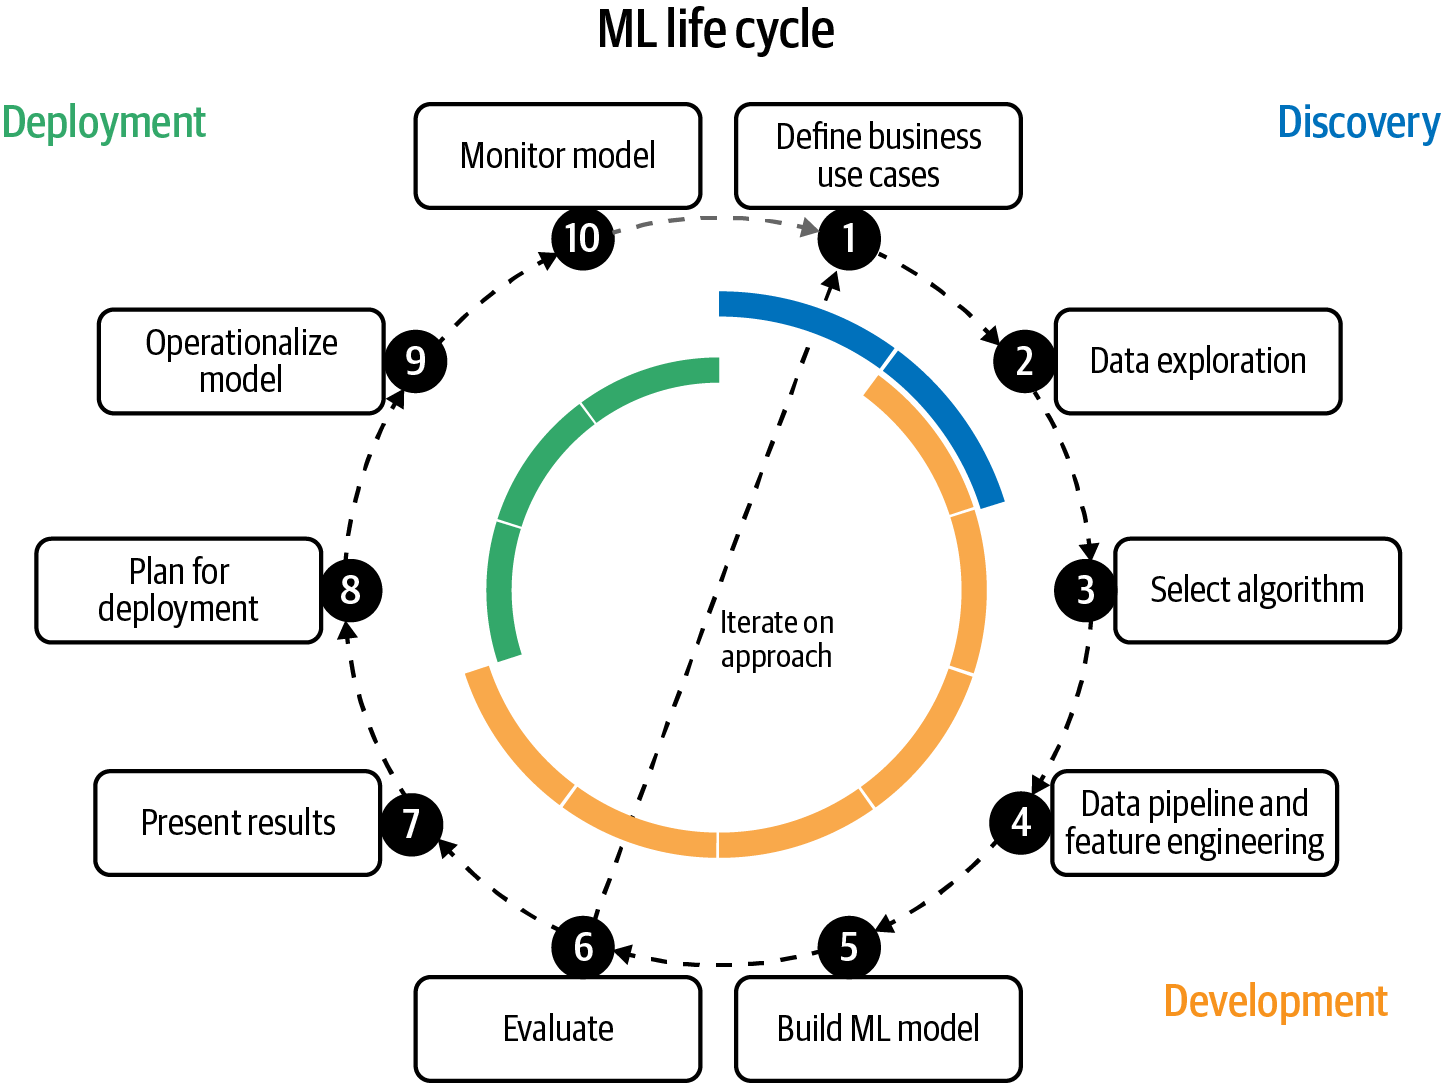 ML life cycle
Deployment
Discovery
Monitor model
Define business
use cases
10
1
Operationalize
model
9
2
Data exploration
Plan for
deployment
8
3
Select algorithm
Iterate on
approach
Present results
7
4
Data pipeline and
feature engineering
6
5
Evaluate
Build ML model
Development